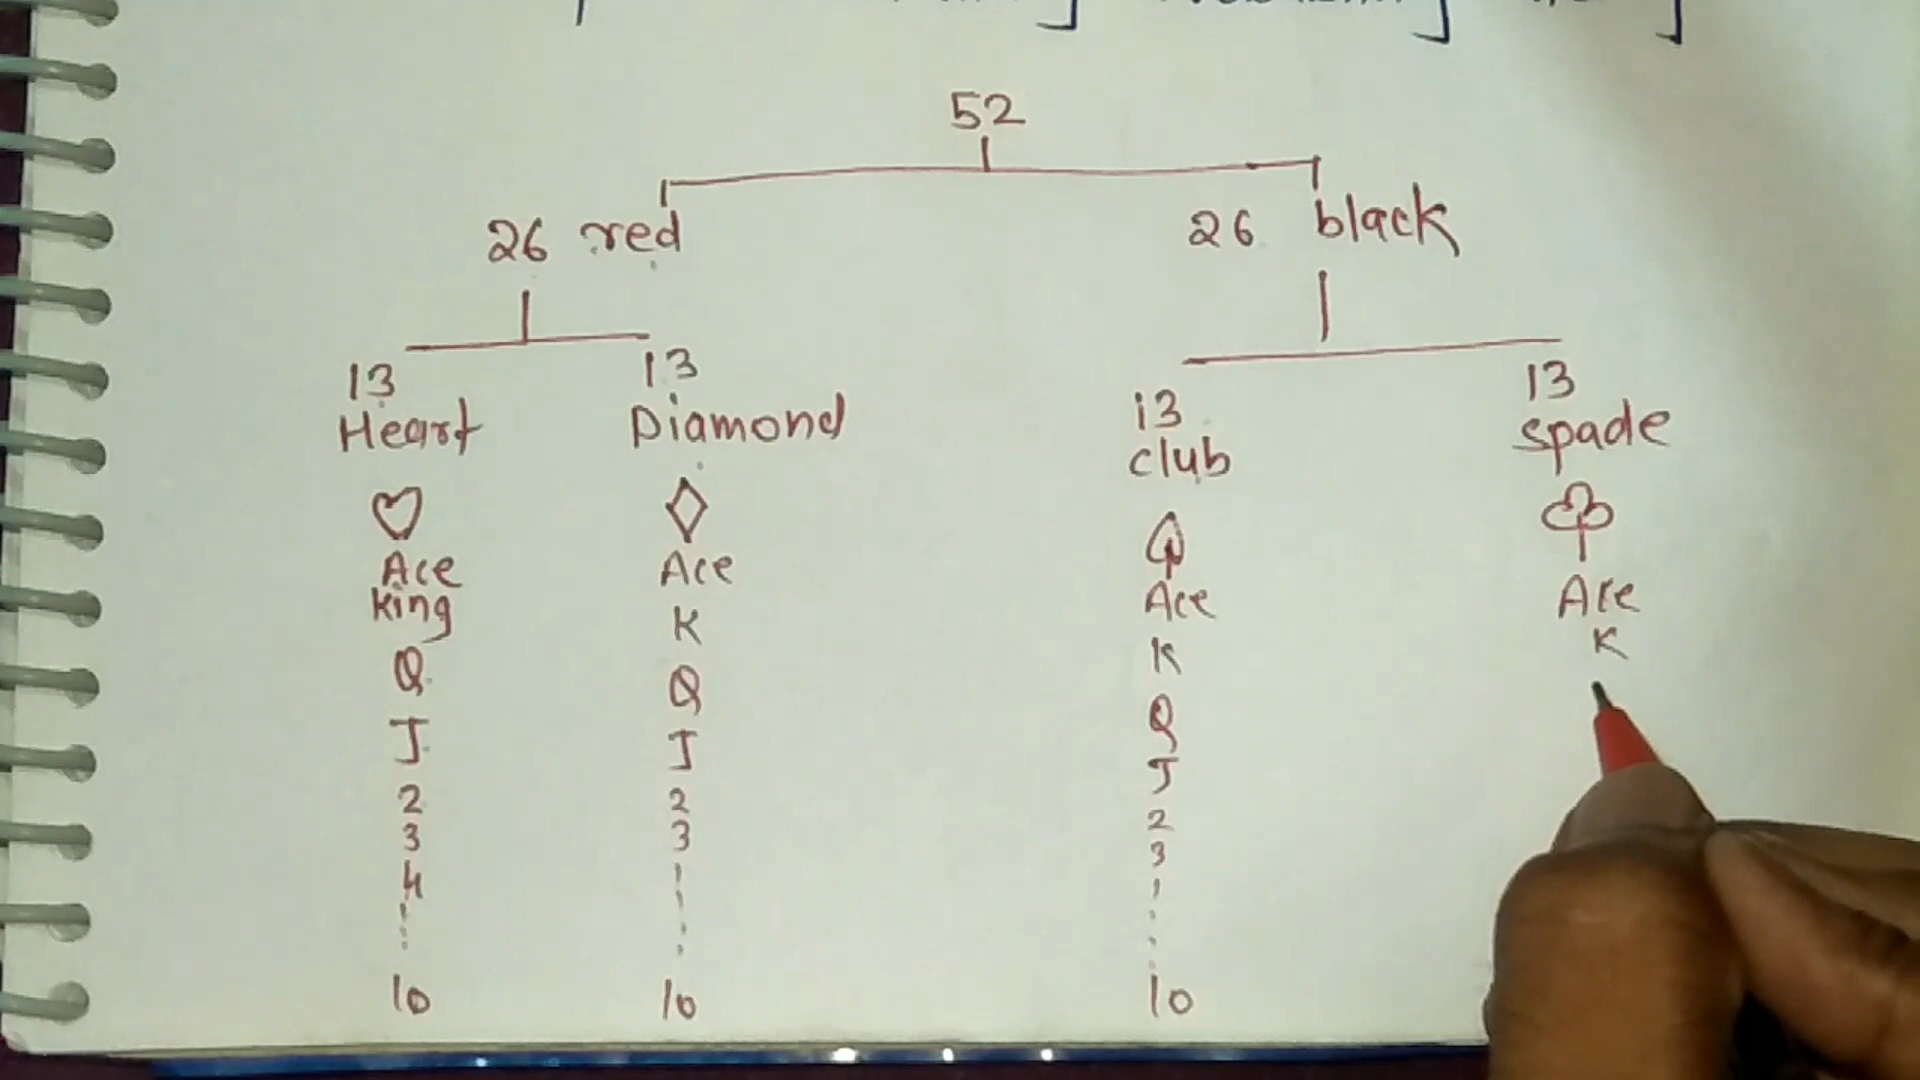 52
26 red
26 black
13
Heart
13
Diamond
13
club
13
spade
Ace
King
Q
J
2
3
4
10
Ace
K
Q
J
2
3
10
Ace
K
Q
J
2
3
10
Ace
K